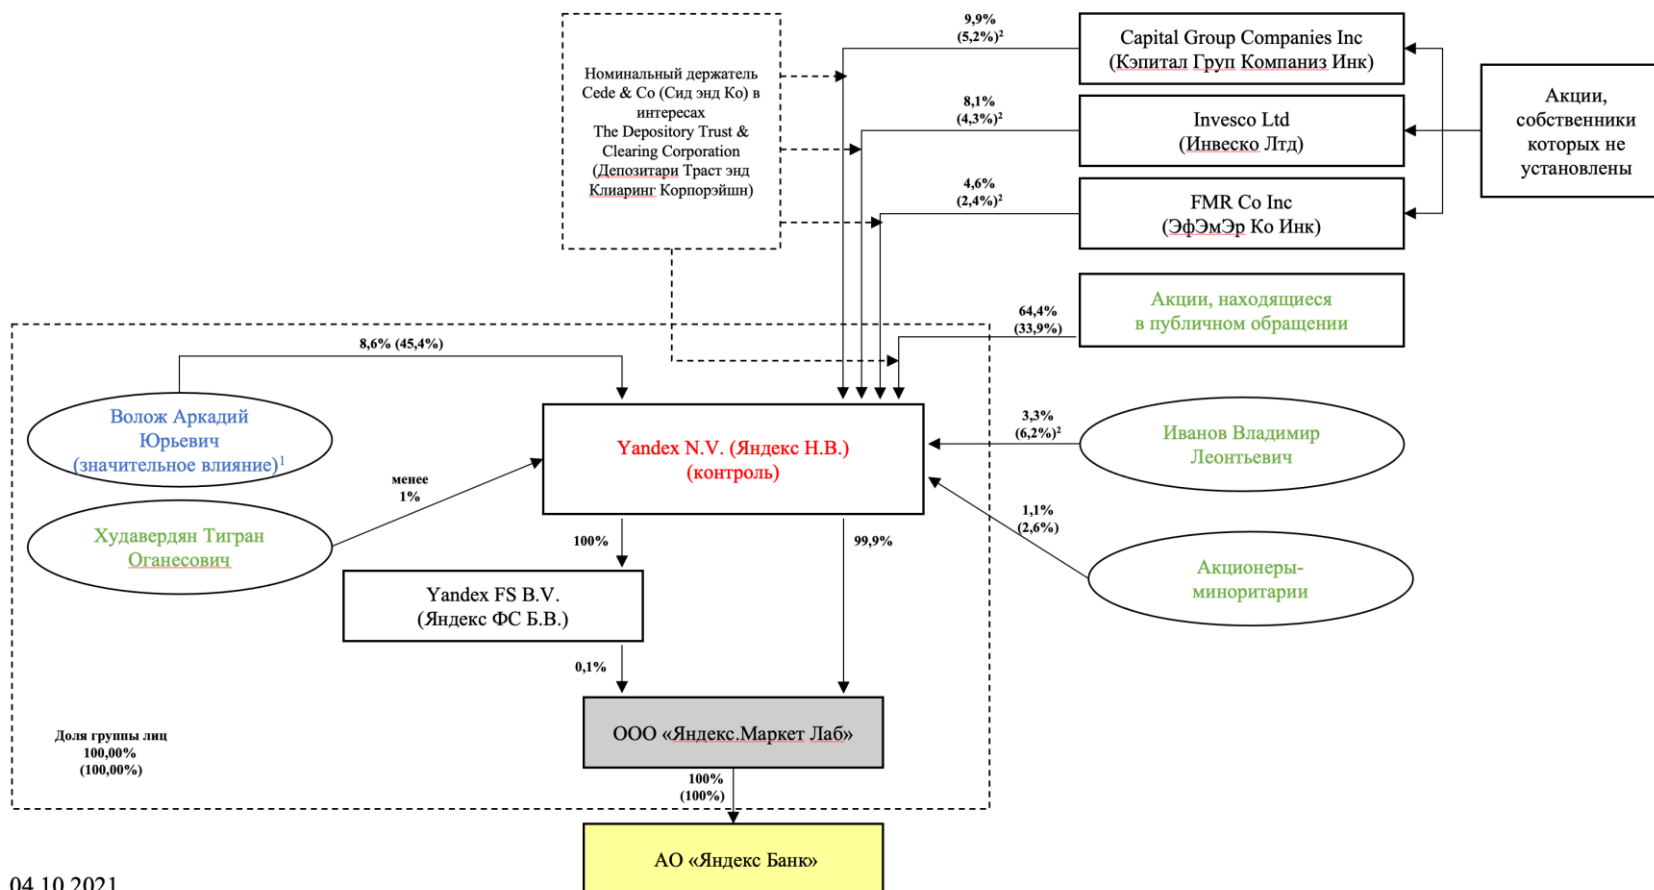 Номинальный держатель
Cede & Co (Сид энд Ко) в
интересах
The Depository Trust &
Clearing Corporation
(Депозитари Траст энд
Клиаринг Корпорэйшн)
9,9%
(5,2%)²
Capital Group Companies Inc
(Кэпитал Груп Компаниз Инк)
8,1%
(4,3%)²
Invesco Ltd
(Инвеско Лтд)
4,6%
(2,4%)²
FMR Co Inc
(ЭфЭмЭр Ко Инк)
Акции,
собственники
которых не
установлены
64,4%
(33,9%)
Акции, находящиеся
в публичном обращении
8,6% (45,4%)
Волож Аркадий
Юрьевич
(значительное влияние)¹
менее
1%
Худавердян Тигран
Оганесович
Yandex N.V. (Яндекс Н.В.)
(контроль)
3,3%
(6,2%)²
Иванов Владимир
Леонтьевич
1,1%
(2,6%)
Акционеры-
миноритарии
100%
99,9%
Yandex FS B.V.
(Яндекс ФС Б.В.)
0,1%
ООО «Яндекс.Маркет Лаб»
Доля группы лиц
100,00%
(100,00%)
100%
(100%)
АО «Яндекс Банк»
04.10.2021